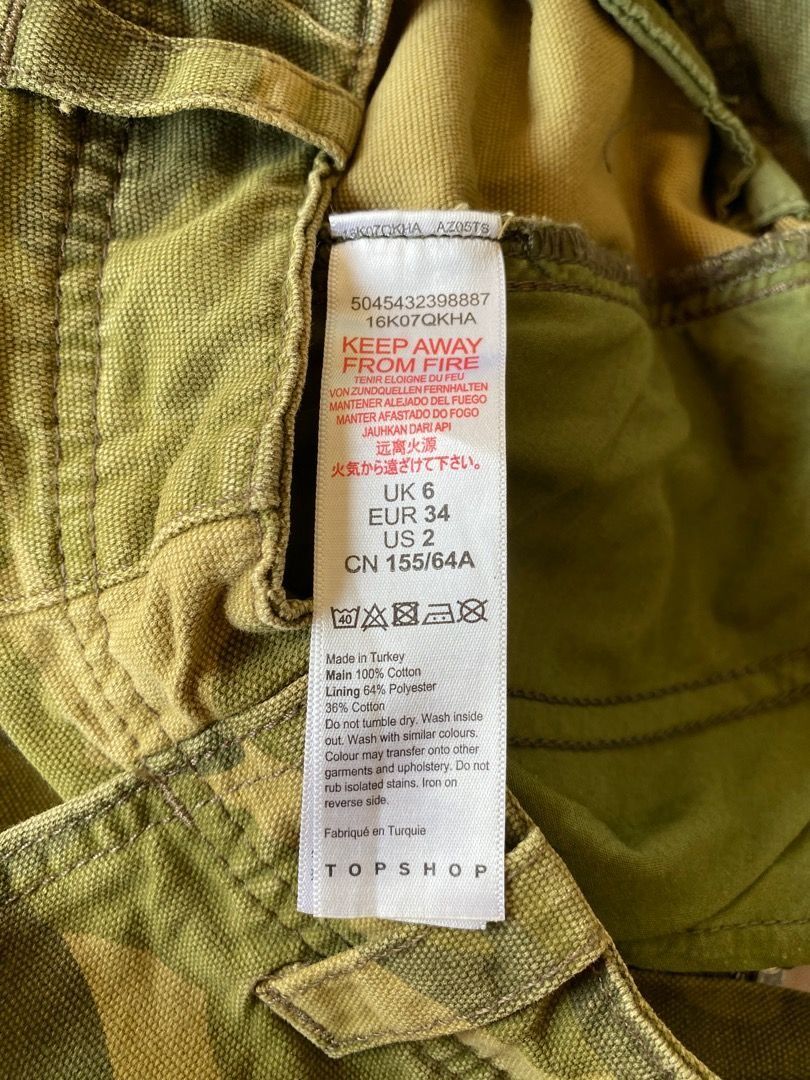 16K07QKHA AZ05TS
5045432398887
16K07QKHA
KEEP AWAY
FROM FIRE
TENIR ELOIGNE DU FEU
VON ZUNDQUELLEN FERNHALTEN
MANTENER ALEJADO DEL FUEGO
MANTER AFASTADO DO FOGO
JAUHKAN DARI API
远离火源
火気から遠ざけて下さい。
UK 6
EUR 34
US 2
CN 155/64A
40
Made in Turkey
Main 100% Cotton
Lining 64% Polyester
36% Cotton
Do not tumble dry. Wash inside
out. Wash with similar colours.
Colour may transfer onto other
garments and upholstery. Do not
rub isolated stains. Iron on
reverse side.
Fabriqué en Turquie
TOPSHOP